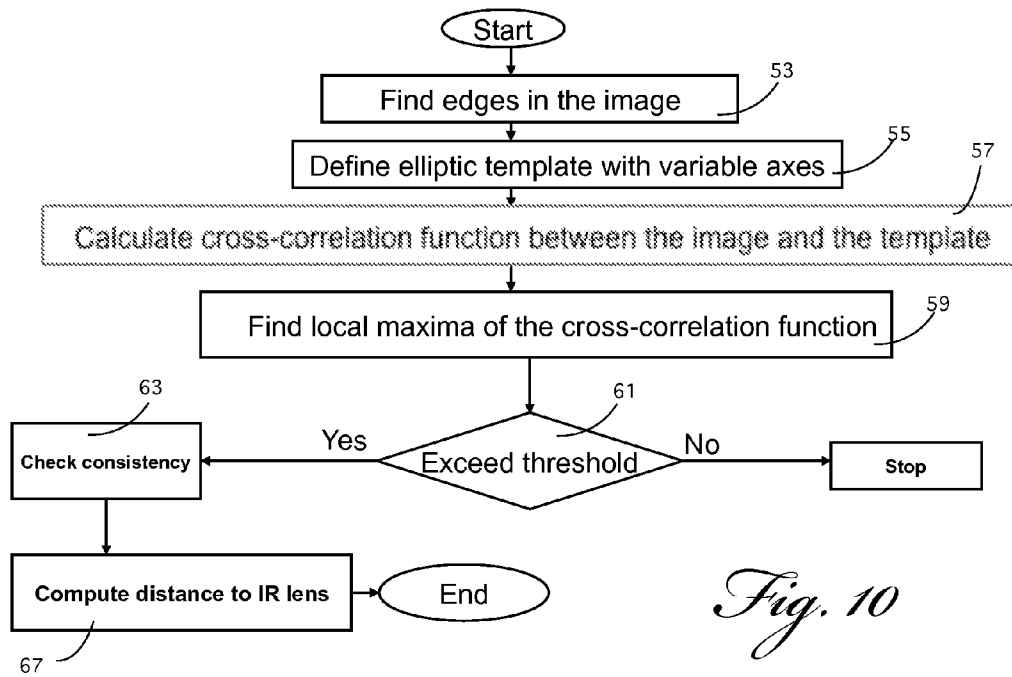 Start
53
Find edges in the image
55
Define elliptic template with variable axes
57
Calculate cross-correlation function between the image and the template
Find local maxima of the cross-correlation function
59
61
63
Yes
No
Check consistency
Exceed threshold
Stop
Compute distance to IR lens
End
Fig. 10
67